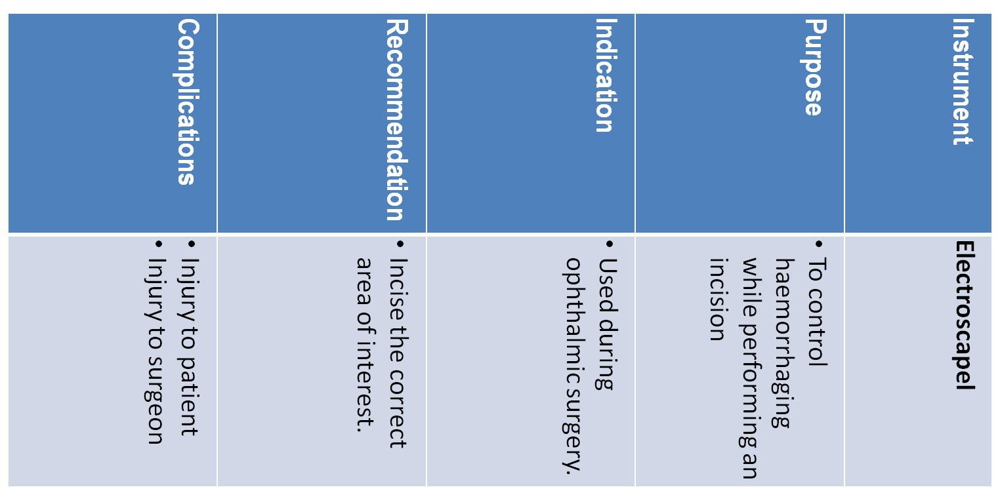 Instrument
Electroscapel
Purpose
• To control
haemorrhaging
while performing an
incision
Indication
• Used during
ophthalmic surgery.
Recommendation
• Incise the correct
area of interest.
Complications
• Injury to patient
• Injury to surgeon